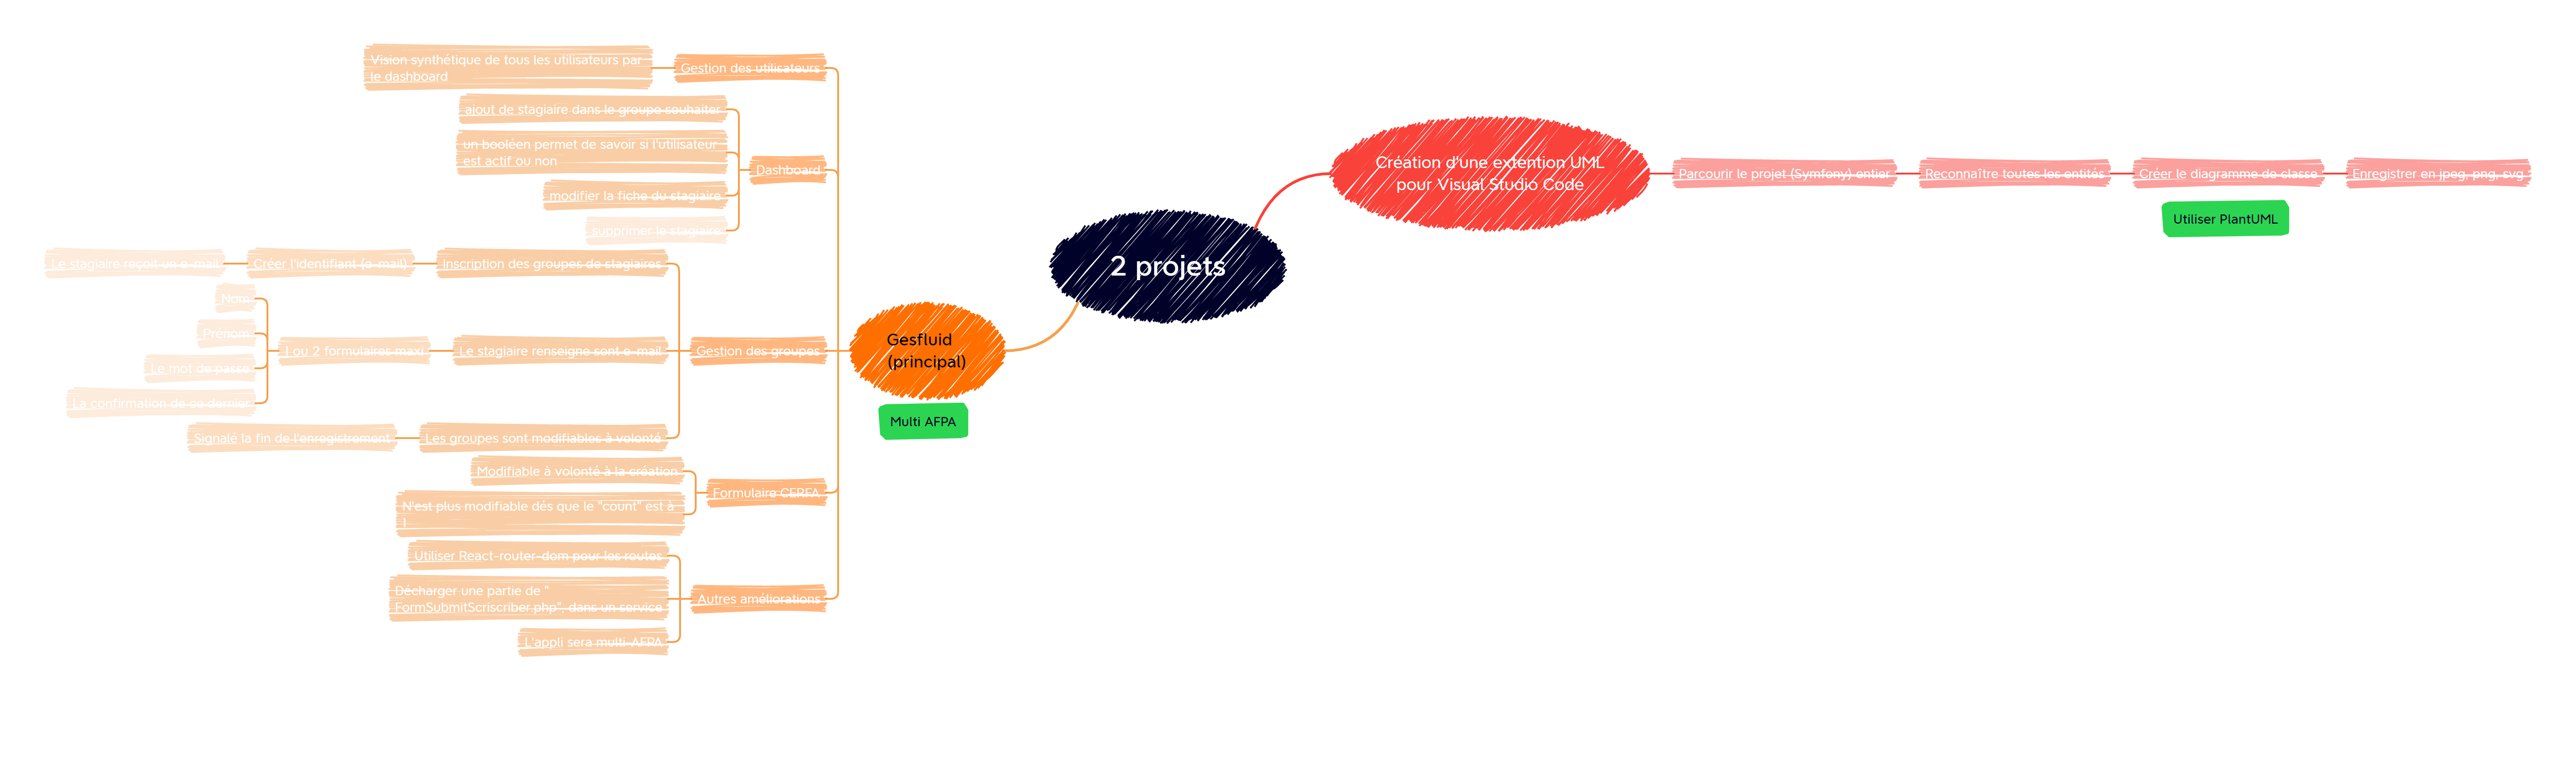 2 projets
Création d'une extention UML
pour Visual Studio Code
Parcourir le projet (Symfony) entier
Reconnaître toutes les entités
Créer le diagramme de classe
Utiliser PlantUML
Enregistrer en jpeg, png, svg
Gesfluid
(principal)
Multi AFPA
Gestion des utilisateurs
Vision synthétique de tous les utilisateurs par
le dashboard
Dashboard
ajout de stagiaire dans le groupe souhaiter
un booléen permet de savoir si l'utilisateur
est actif ou non
modifier la fiche du stagiaire
supprimer le stagiaire
Gestion des groupes
Inscription des groupes de stagiaires
Créer l'identifiant (e-mail)
Le stagiaire reçoit un e-mail
Le stagiaire renseigne sont e-mail
1 ou 2 formulaires maxi
Nom
Prénom
Le mot de passe
La confirmation de ce dernier
Les groupes sont modifiables à volonté
Signalé la fin de l'enregistrement
Formulaire CERFA
Modifiable à volonté à la création
N'est plus modifiable dés que le "count" est à
1
Autres améliorations
Utiliser React-router-dom pour les routes
Décharger une partie de "
FormSubmitScriscriber.php", dans un service
L'appli sera multi-AFPA